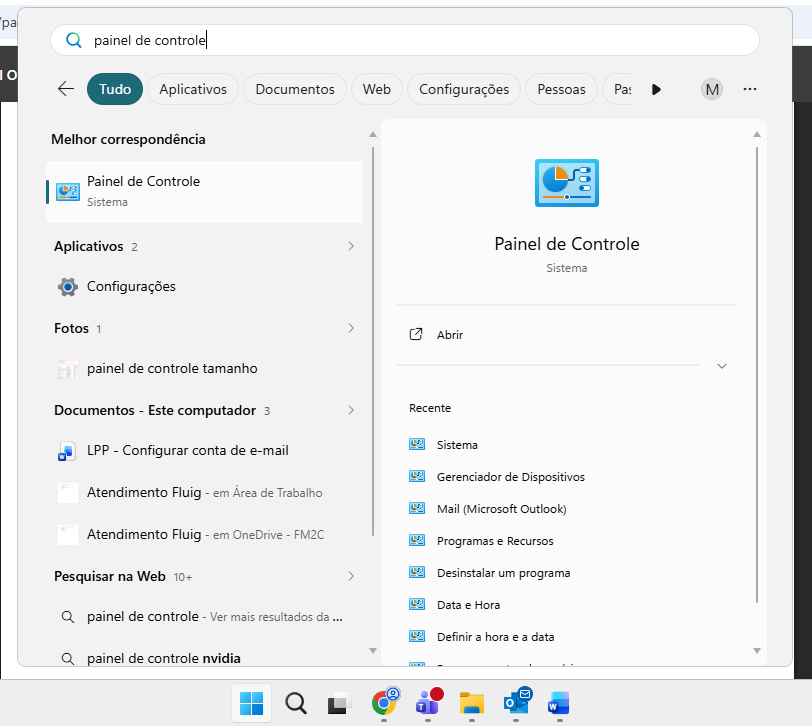 /pa
painel de controle
I O
Tudo
Aplicativos
Documentos
Web
Configurações
Pessoas
Pas
M
Melhor correspondência
Painel de Controle
Sistema
Aplicativos 2
Configurações
Fotos 1
painel de controle tamanho
Documentos - Este computador 3
LPP - Configurar conta de e-mail
Atendimento Fluig - em Área de Trabalho
Atendimento Fluig - em OneDrive - FM2C
Pesquisar na Web 10+
painel de controle - Ver mais resultados da ...
painel de controle nvidia
Painel de Controle
Sistema
Abrir
Recente
Sistema
Gerenciador de Dispositivos
Mail (Microsoft Outlook)
Programas e Recursos
Desinstalar um programa
Data e Hora
Definir a hora e a data